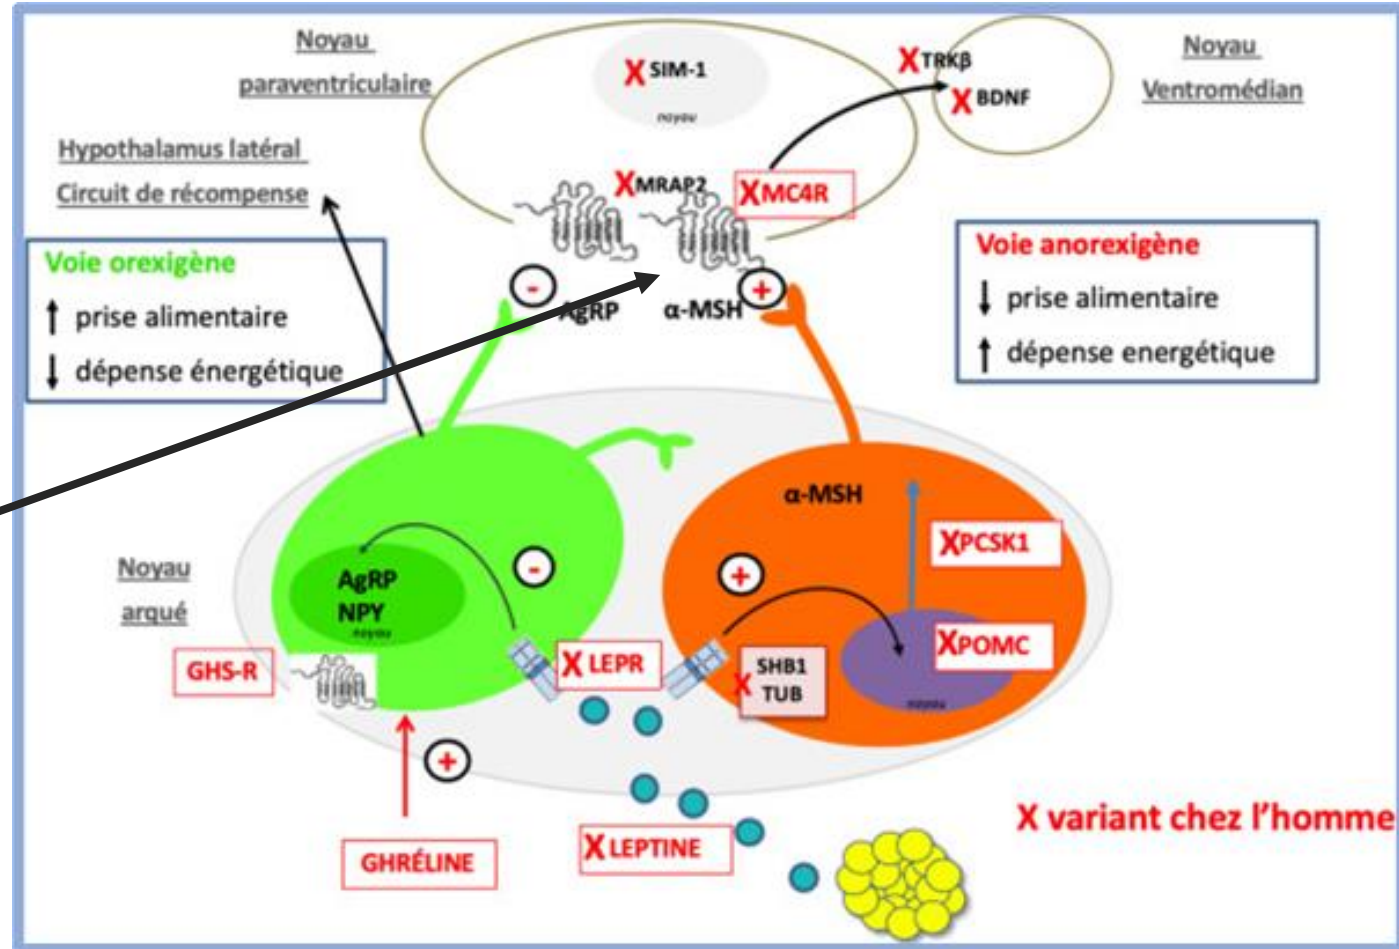 Noyau
paraventriculaire
X SIM-1
noyau
X TRKβ
X BDNF
Noyau
Ventromédian
Hypothalamus latéral
Circuit de récompense
X MRAP2
X MC4R
Voie orexigène
↑ prise alimentaire
↓ dépense énergétique
-
AgRP
α-MSH
+
Voie anorexigène
↓ prise alimentaire
↑ dépense energétique
α-MSH
X PCSK1
Noyau
arqué
AgRP
NPY
noyau
-
+
GHS-R
X LEPR
SHB1
X TUB
X POMC
noyau
+
GHRÉLINE
X LEPTINE
X variant chez l'homme